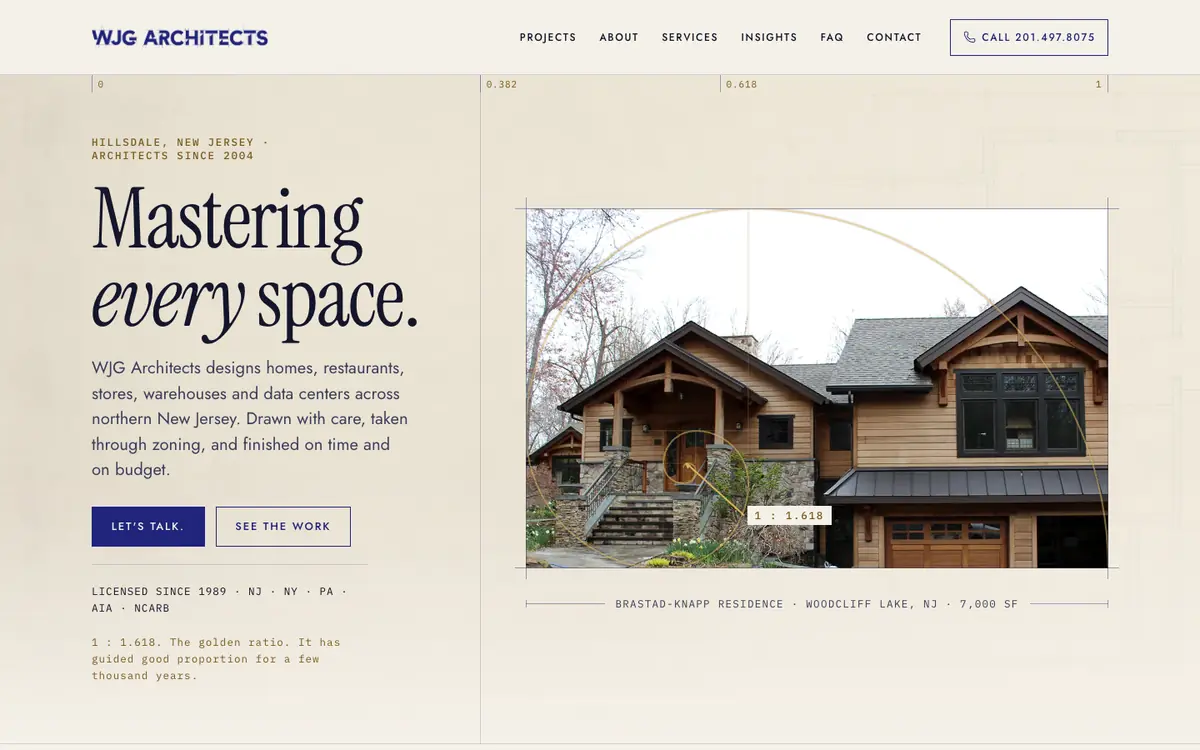 WJG ARCHITECTS
PROJECTS ABOUT SERVICES INSIGHTS FAQ CONTACT CALL 201.497.8075
0 0.382 0.618 1
HILLSDALE, NEW JERSEY ·
ARCHITECTS SINCE 2004
Mastering
every space.
WJG Architects designs homes, restaurants,
stores, warehouses and data centers across
northern New Jersey. Drawn with care, taken
through zoning, and finished on time and
on budget.
LET'S TALK. SEE THE WORK
LICENSED SINCE 1989 · NJ · NY · PA ·
AIA · NCARB
1 : 1.618. The golden ratio. It has
guided good proportion for a few
thousand years.
1 : 1.618
BRASTAD-KNAPP RESIDENCE · WOODCLIFF LAKE, NJ · 7,000 SF